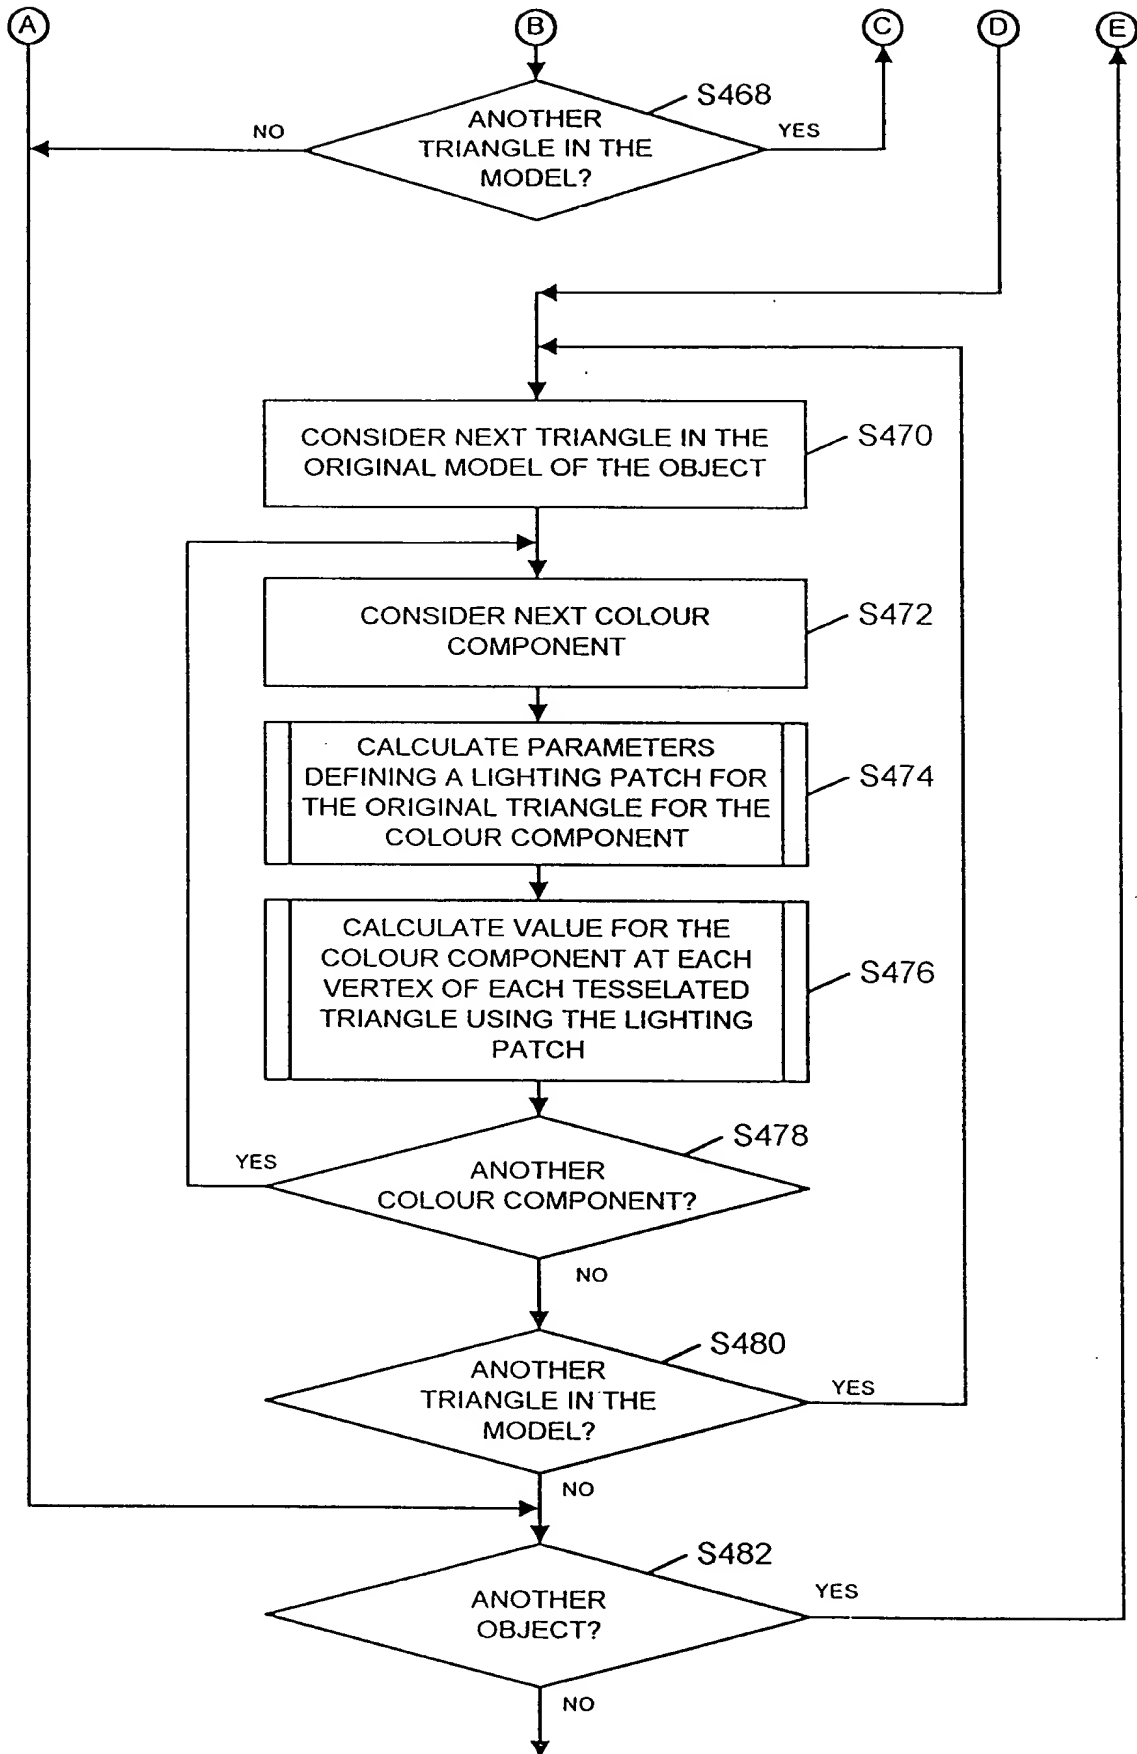 A
B
C
D
E
S468
ANOTHER
TRIANGLE IN THE
MODEL?
NO
YES
CONSIDER NEXT TRIANGLE IN THE
ORIGINAL MODEL OF THE OBJECT
S470
CONSIDER NEXT COLOUR
COMPONENT
S472
CALCULATE PARAMETERS
DEFINING A LIGHTING PATCH FOR
THE ORIGINAL TRIANGLE FOR THE
COLOUR COMPONENT
S474
CALCULATE VALUE FOR THE
COLOUR COMPONENT AT EACH
VERTEX OF EACH TESSELATED
TRIANGLE USING THE LIGHTING
PATCH
S476
S478
YES
ANOTHER
COLOUR COMPONENT?
NO
S480
ANOTHER
TRIANGLE IN THE
MODEL?
YES
NO
S482
ANOTHER
OBJECT?
YES
NO